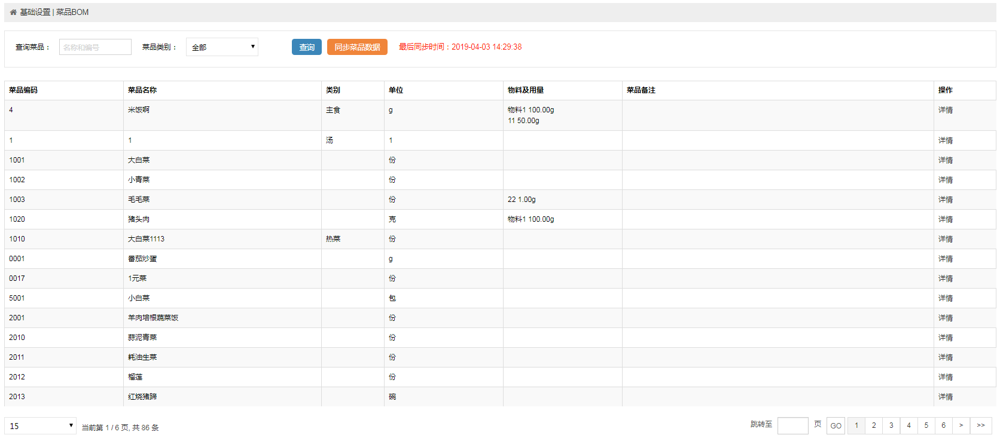 基础设置 | 菜品BOM
查询菜品： 名称和编号 菜品类别： 全部 查询 同步菜品数据 最后同步时间：2019-04-03 14:29:38
菜品编码 菜品名称 类别 单位 物料及用量 菜品备注 操作
4 米饭啊 主食 g 物料1 100.00g 详情
11 50.00g
1 1 汤 1 详情
1001 大白菜 份 详情
1002 小青菜 份 详情
1003 毛毛菜 份 22 1.00g 详情
1020 猪头肉 克 物料1 100.00g 详情
1010 大白菜1113 热菜 份 详情
0001 番茄炒蛋 g 详情
0017 1元菜 份 详情
5001 小白菜 包 详情
2001 羊肉培根蔬菜饭 份 详情
2010 蒜泥青菜 份 详情
2011 耗油生菜 份 详情
2012 榴莲 份 详情
2013 红烧猪蹄 碗 详情
15 当前第 1 / 6 页, 共 86 条 跳转至 页 GO 1 2 3 4 5 6 > >>